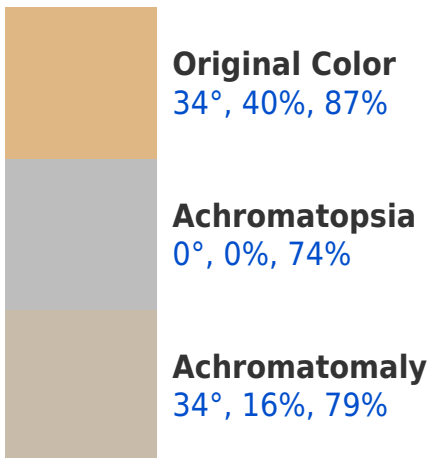 Original Color
34°, 40%, 87%
Achromatopsia
0°, 0%, 74%
Achromatomaly
34°, 16%, 79%